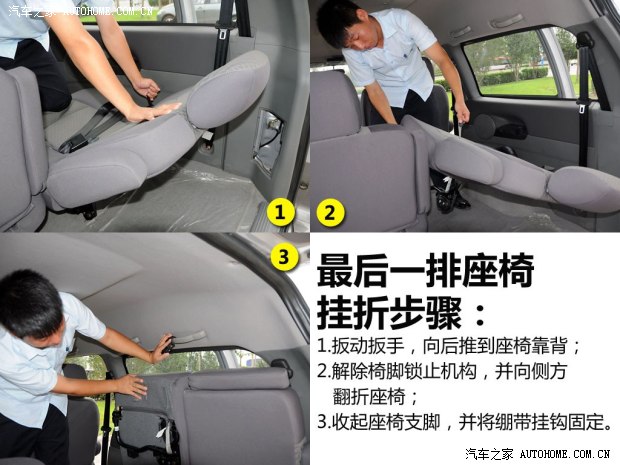 汽车之家 AUTOHOME.COM.CN
1
2
3
最后一排座椅
挂折步骤：
1.扳动扳手，向后推到座椅靠背；
2.解除椅脚锁止机构，并向侧方
翻折座椅；
3.收起座椅支脚，并将绷带挂钩固定。
汽车之家 AUTOHOME.COM.CN